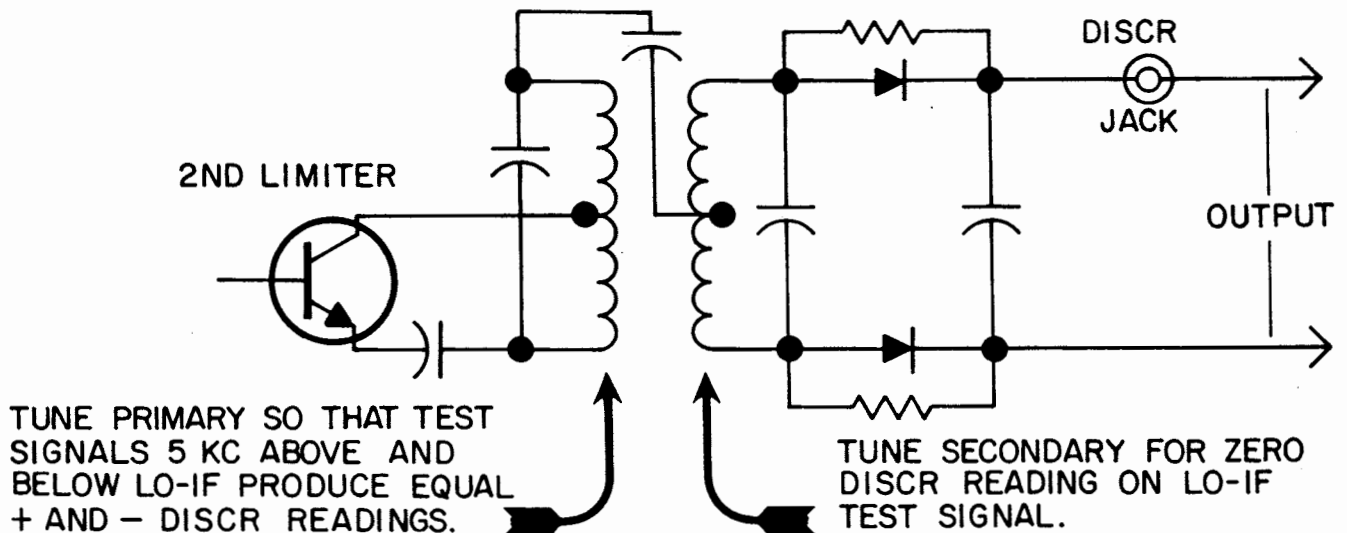 DISCR
JACK
2ND LIMITER
OUTPUT
TUNE PRIMARY SO THAT TEST
SIGNALS 5 KC ABOVE AND
BELOW LO-IF PRODUCE EQUAL
+ AND − DISCR READINGS.
TUNE SECONDARY FOR ZERO
DISCR READING ON LO-IF
TEST SIGNAL.